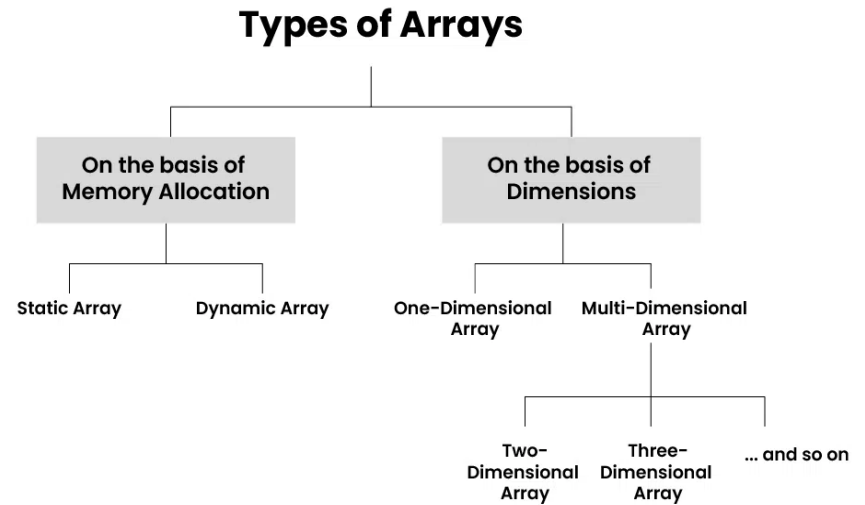 Types of Arrays
On the basis of
Memory Allocation
On the basis of
Dimensions
Static Array
Dynamic Array
One-Dimensional
Array
Multi-Dimensional
Array
Two-
Dimensional
Array
Three-
Dimensional
Array
... and so on